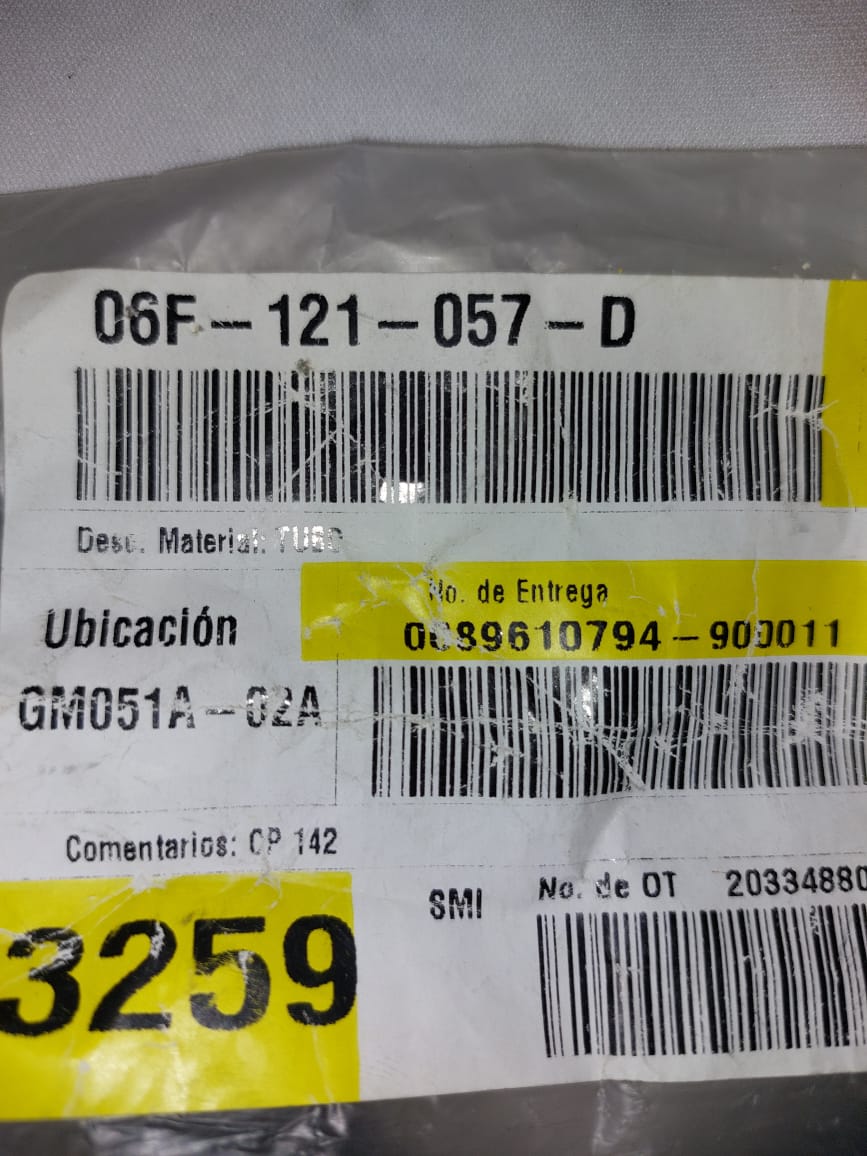 06F-121-057-D
Desc. Material: TUBO
No. de Entrega
Ubicación
0089610794-900011
GM051A-02A
Comentarios: CP 142
SMI
No. de OT 20334880
3259